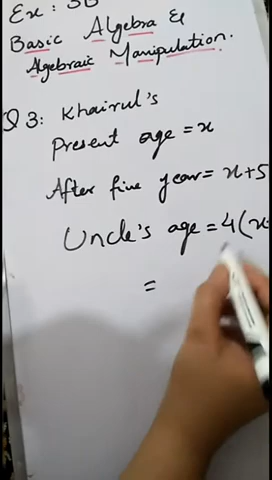 Ex: 3B
Basic Algebra &
Algebraic Manipulation.
Q3: Khairul's
Present age = x
After five year = x+5
Uncle's age = 4(x
=